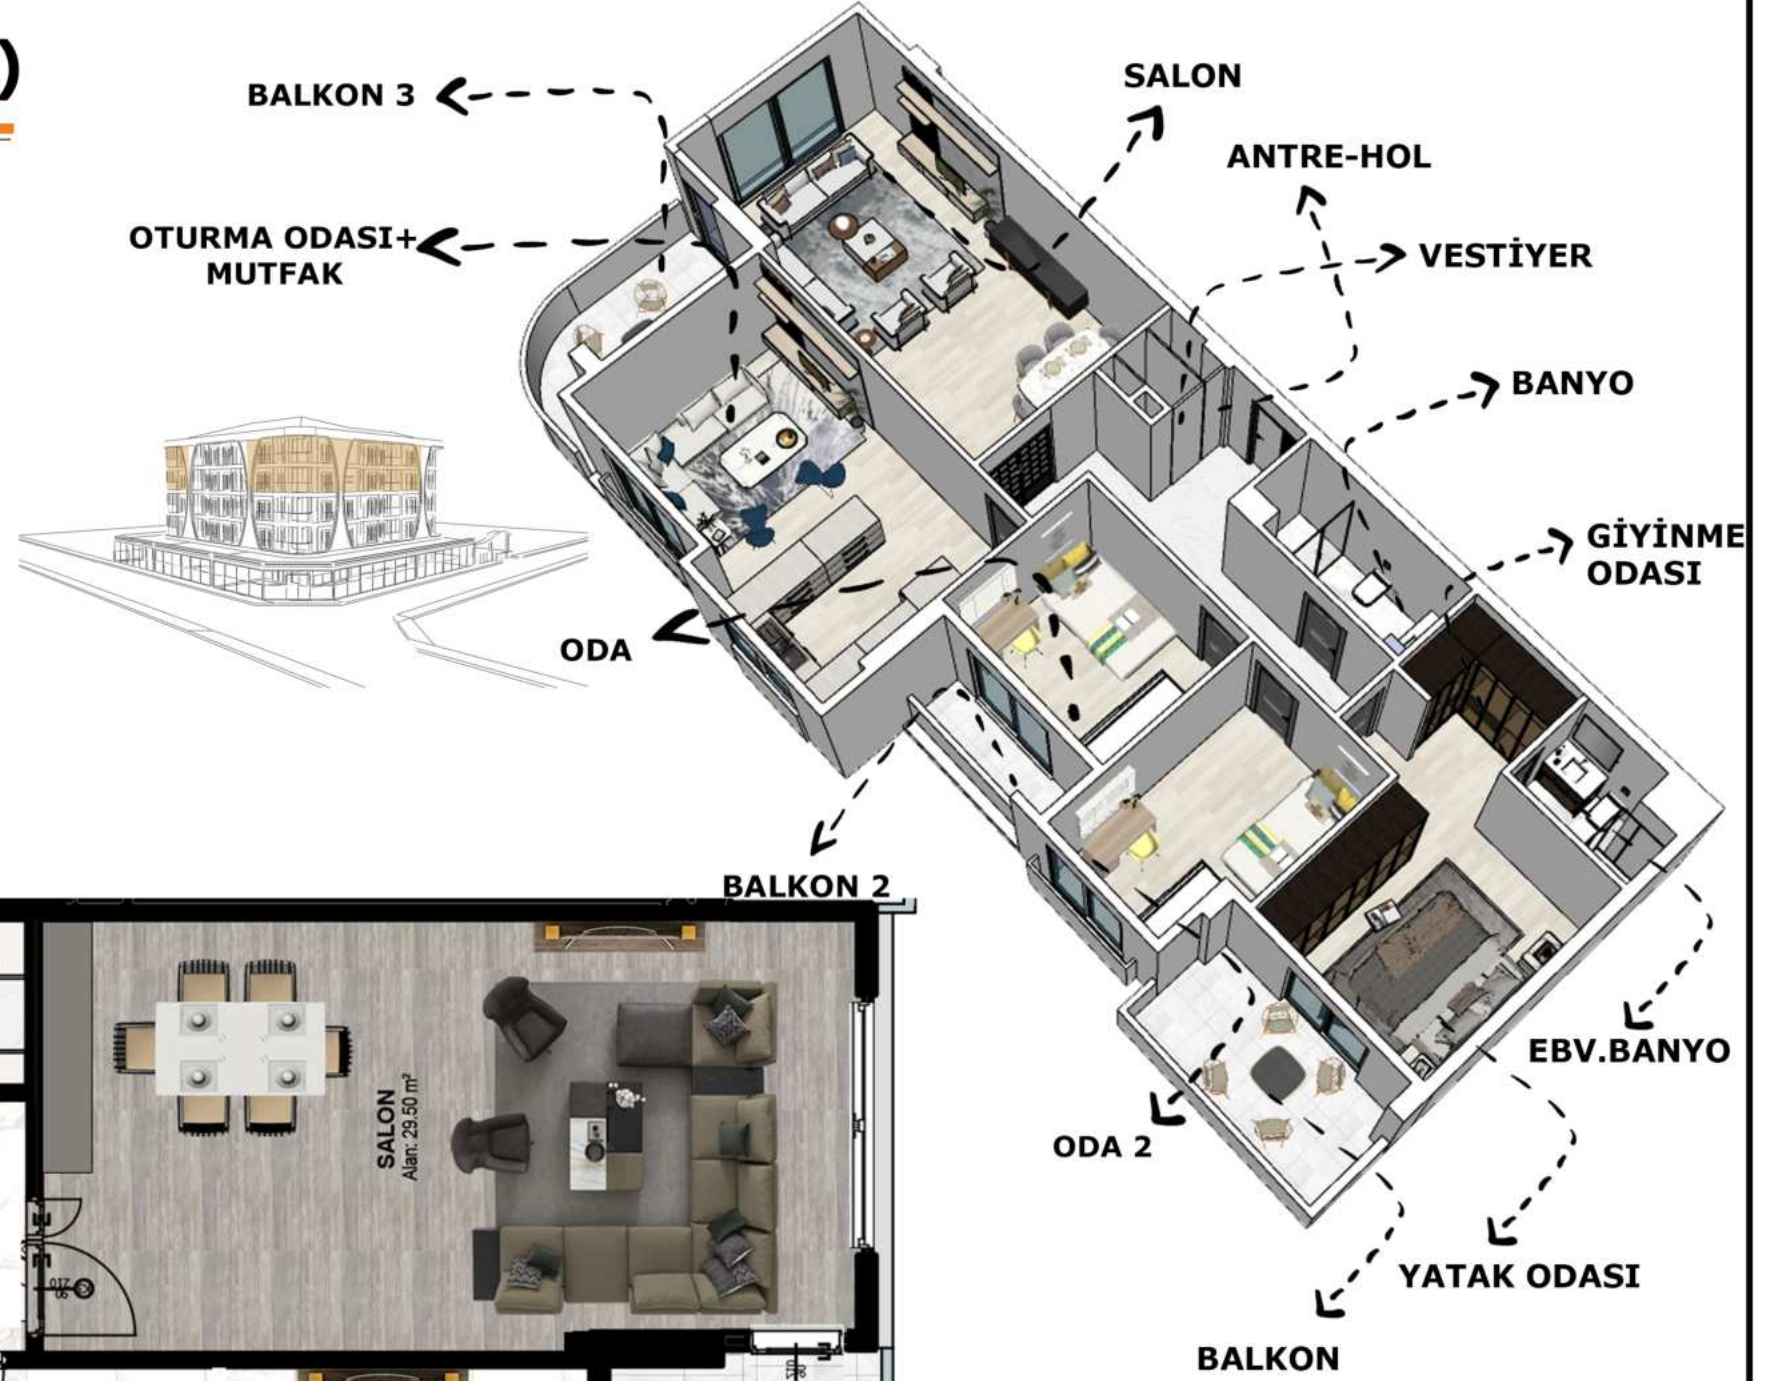 )
SALON
BALKON 3
ANTRE-HOL
OTURMA ODASI+
MUTFAK
VESTİYER
BANYO
GİYİNME
ODASI
ODA
BALKON 2
EBV.BANYO
ODA 2
YATAK ODASI
BALKON
SALON
Alan: 29.50 m²